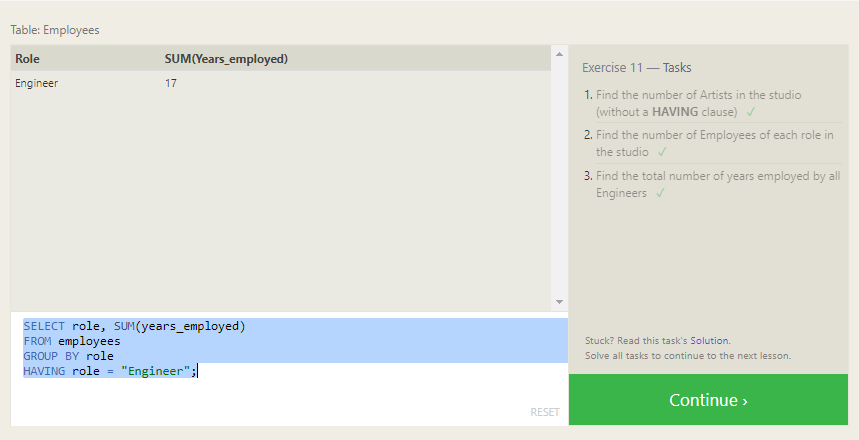 Table: Employees
Role SUM(Years_employed)
Engineer 17
SELECT role, SUM(years_employed)
FROM employees
GROUP BY role
HAVING role = "Engineer";
RESET
Exercise 11 — Tasks
1. Find the number of Artists in the studio
(without a HAVING clause) ✓
2. Find the number of Employees of each role in
the studio ✓
3. Find the total number of years employed by all
Engineers ✓
Stuck? Read this task's Solution.
Solve all tasks to continue to the next lesson.
Continue ›